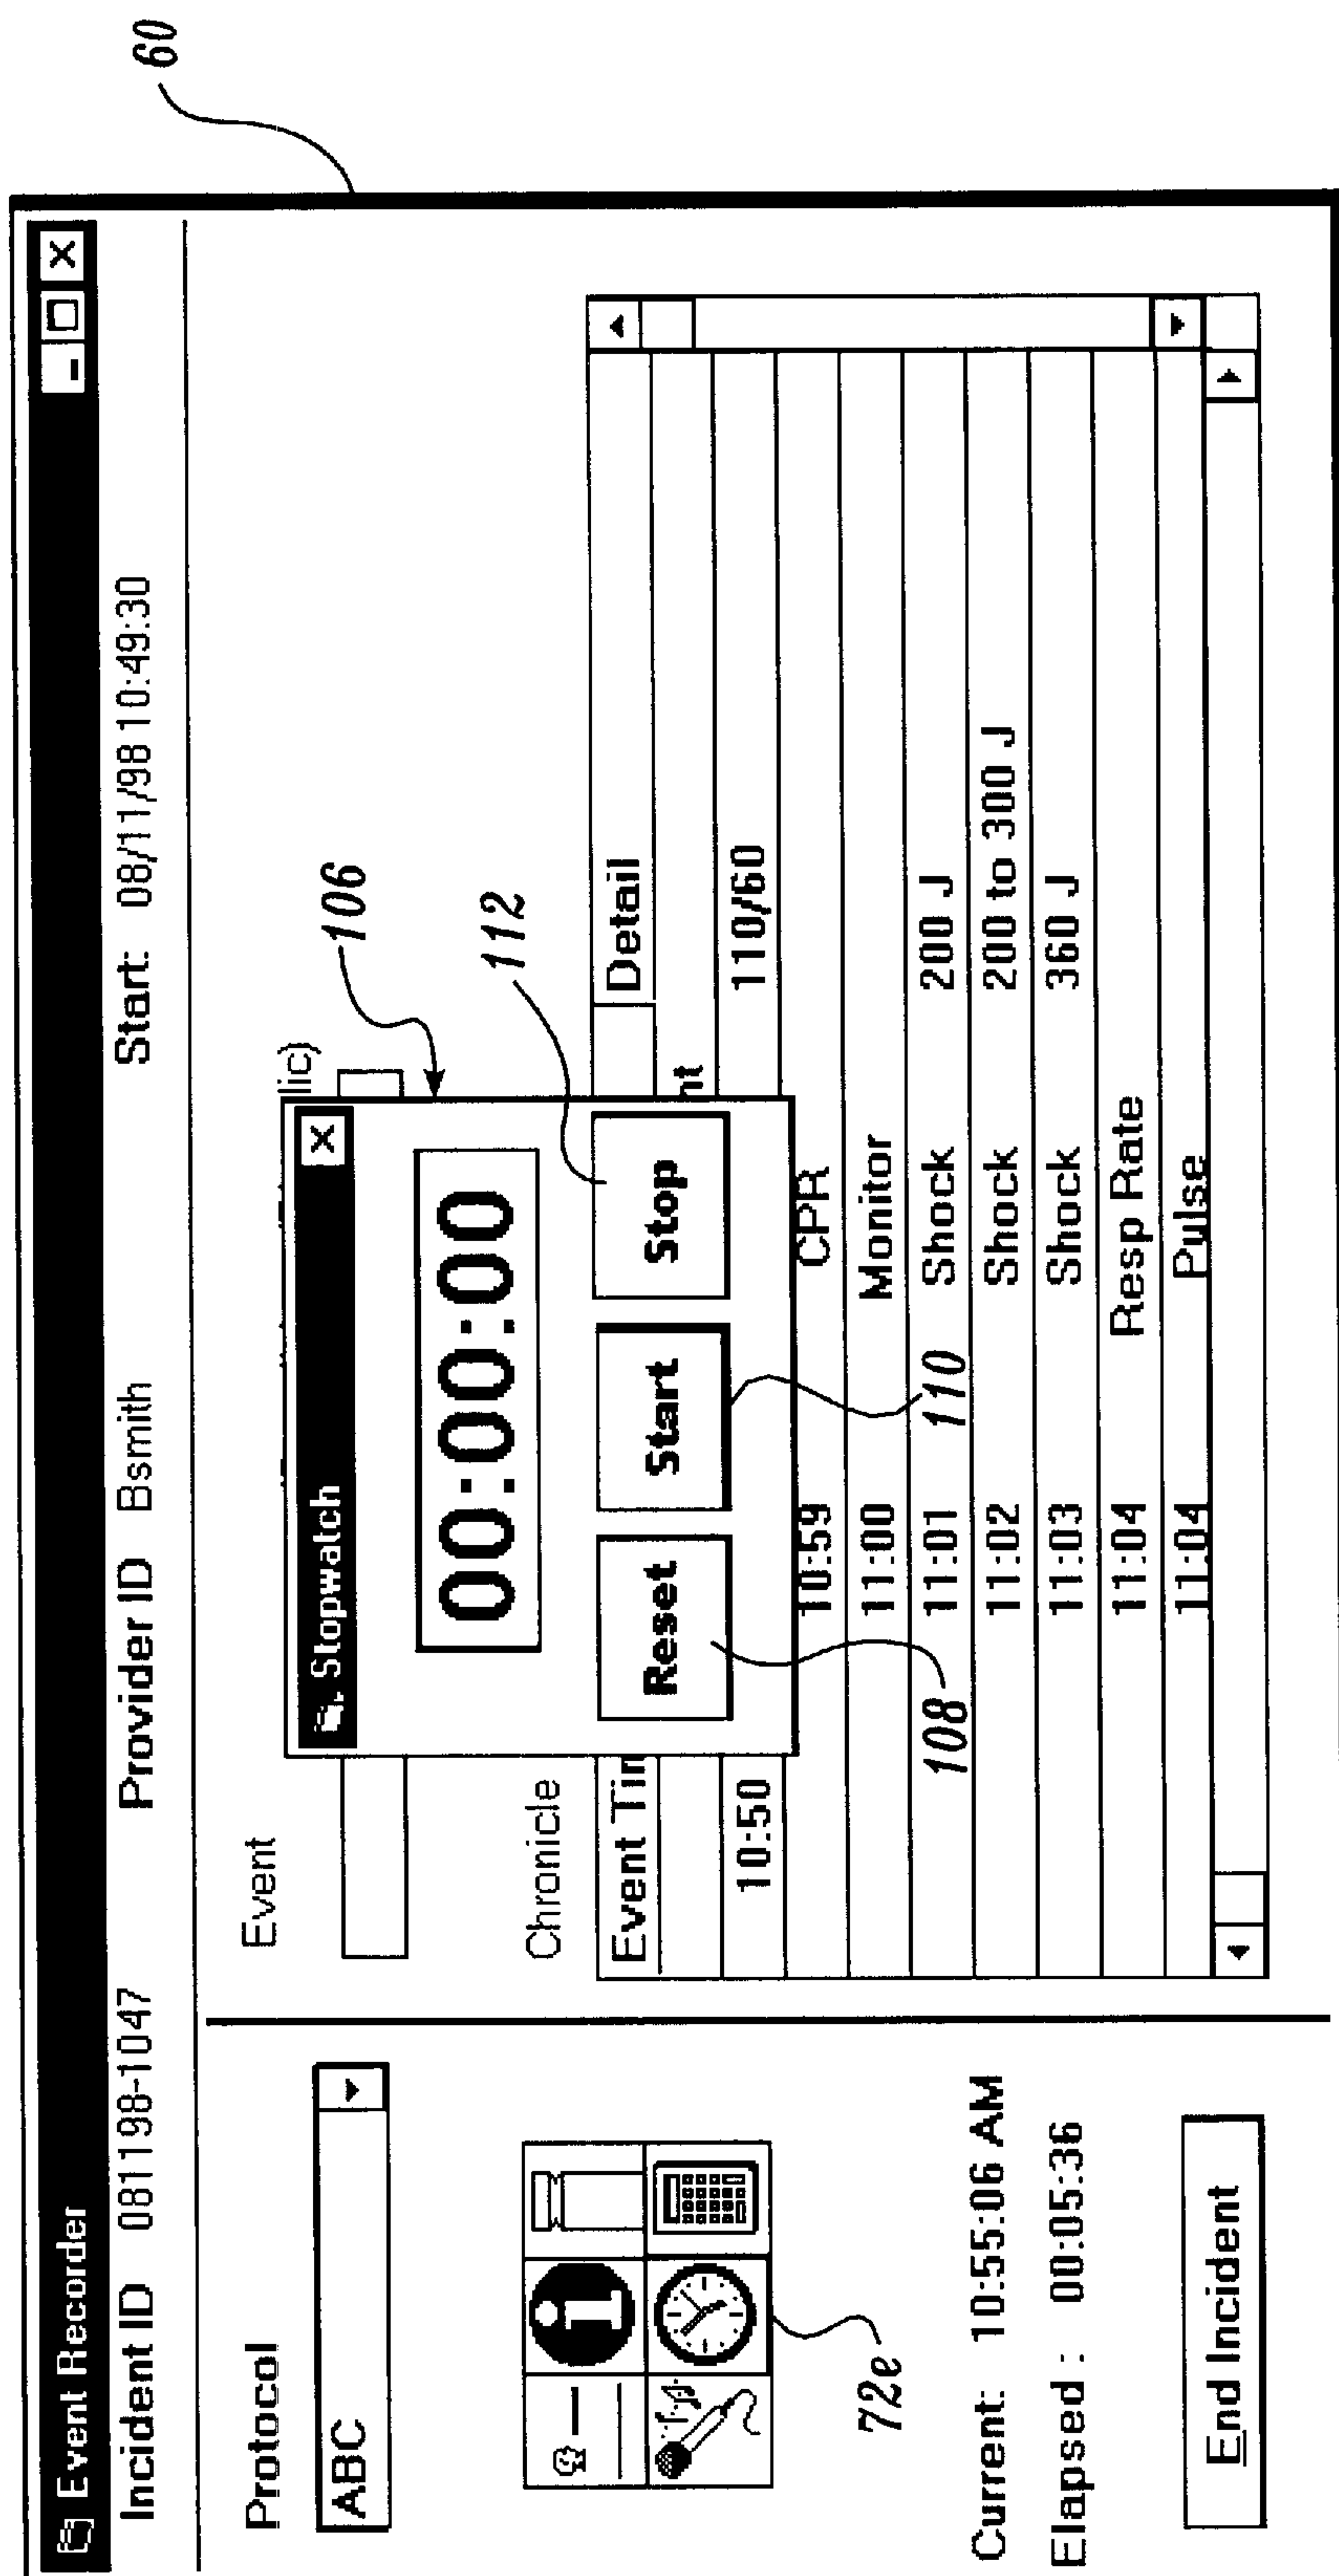 60
Event Recorder
Incident ID 081198-1047 Provider ID Bsmith Start: 08/11/98 10:49:30
Protocol
ABC
Event
lic)
106
Stopwatch
00:00:00
Reset Start Stop
112
Chronicle
Event Tim Detail
nt
10:50 110/60
10:59 CPR
11:00 Monitor
11:01 Shock 200 J
11:02 Shock 200 to 300 J
11:03 Shock 360 J
11:04 Resp Rate
11:04 Pulse
108
110
72e
Current: 10:55:06 AM
Elapsed : 00:05:36
End Incident